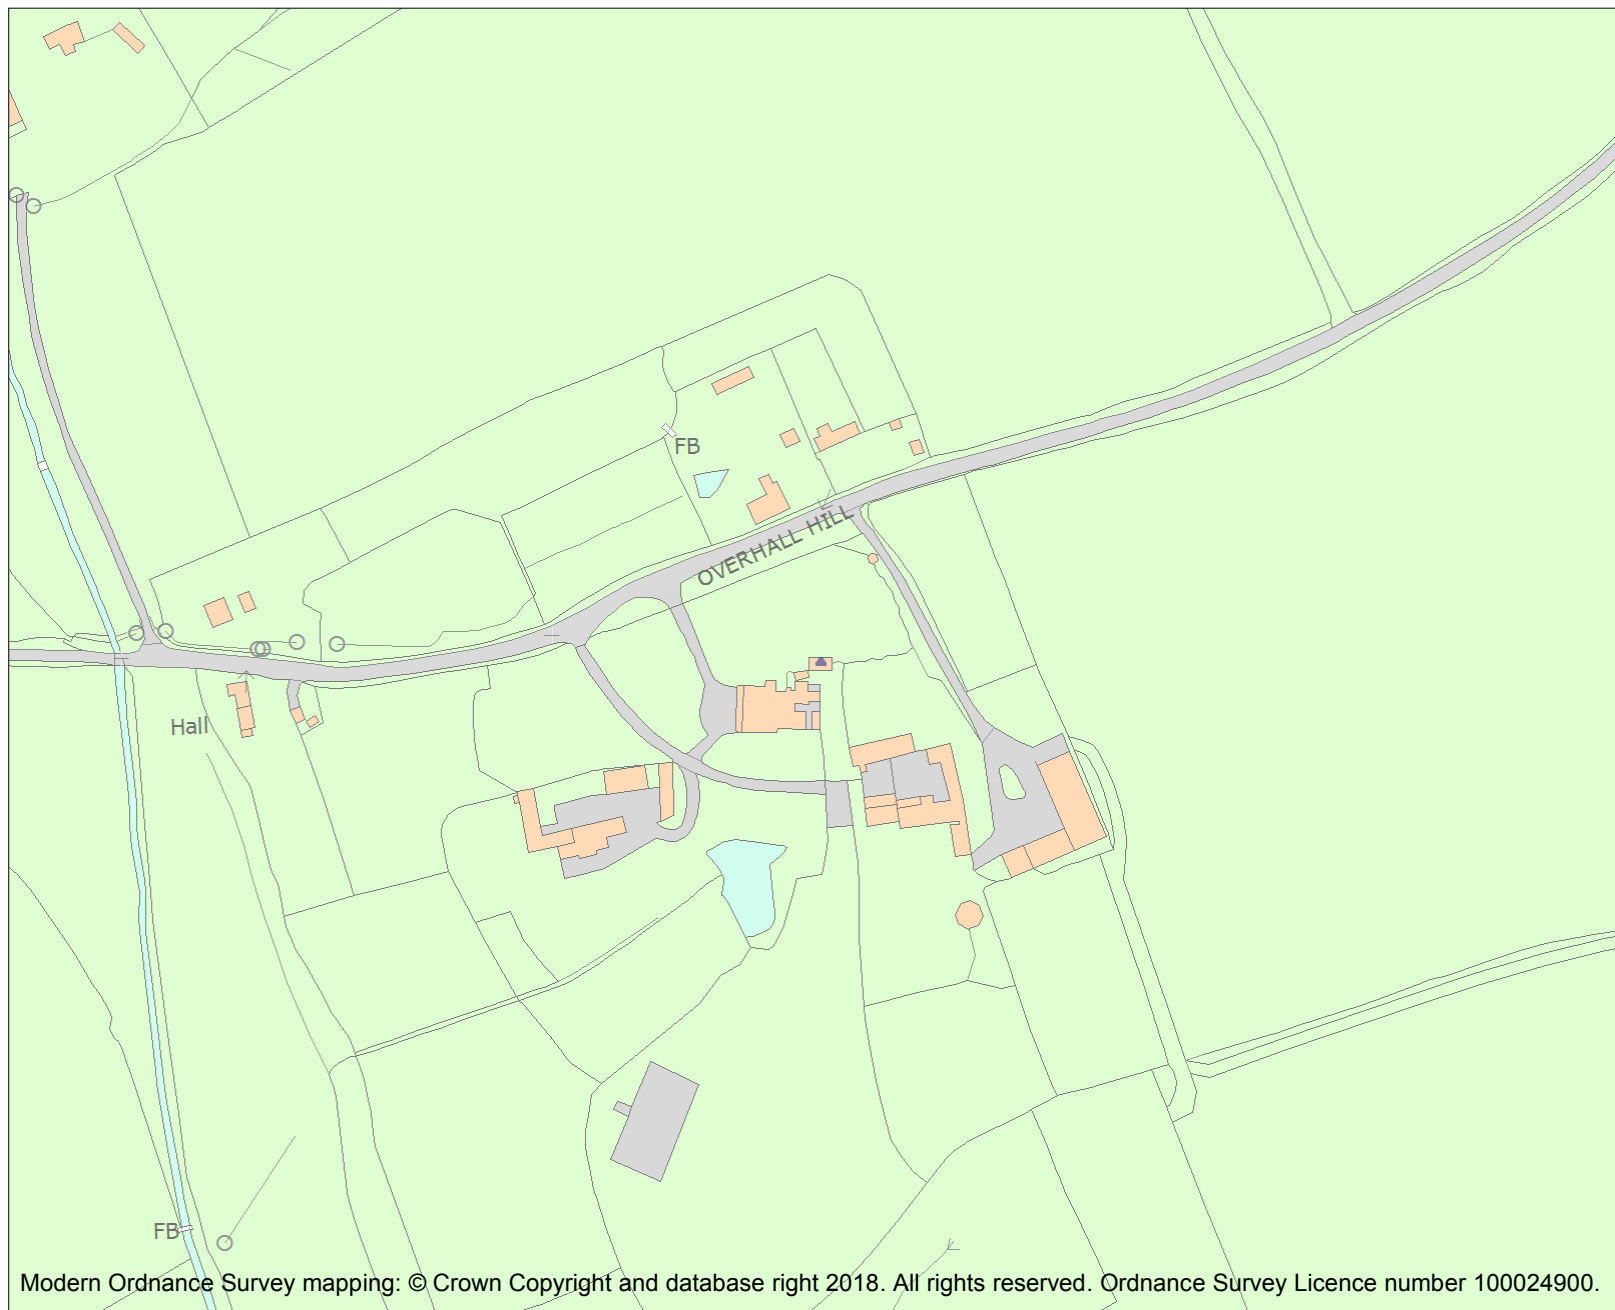 FB
OVERHALL HILL
Hall
FB
Modern Ordnance Survey mapping: © Crown Copyright and database right 2018. All rights reserved. Ordnance Survey Licence number 100024900.